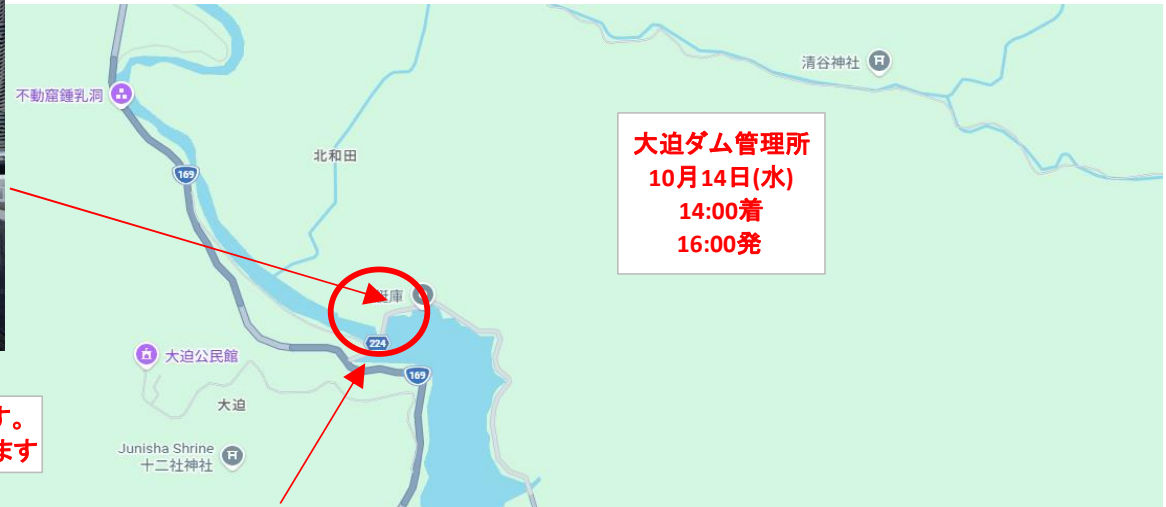 清谷神社
不動窟鍾乳洞
大迫ダム管理所
10月14日(水)
14:00着
16:00発
北和田
169
艇庫
224
169
大迫公民館
大迫
す。
ます
Junisha Shrine
十二社神社